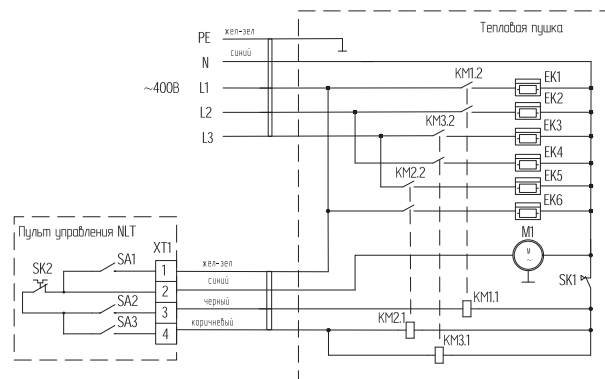 Тепловая пушка
PE
жел-зел
N
синий
~400В
L1
L2
L3
KM1.2
KM3.2
KM2.2
EK1
EK2
EK3
EK4
EK5
EK6
M1
M
~
SK1
KM1.1
KM2.1
KM3.1
Пульт управления NLT
XT1
SK2
SA1
SA2
SA3
1
2
3
4
жел-зел
синий
черный
коричневый